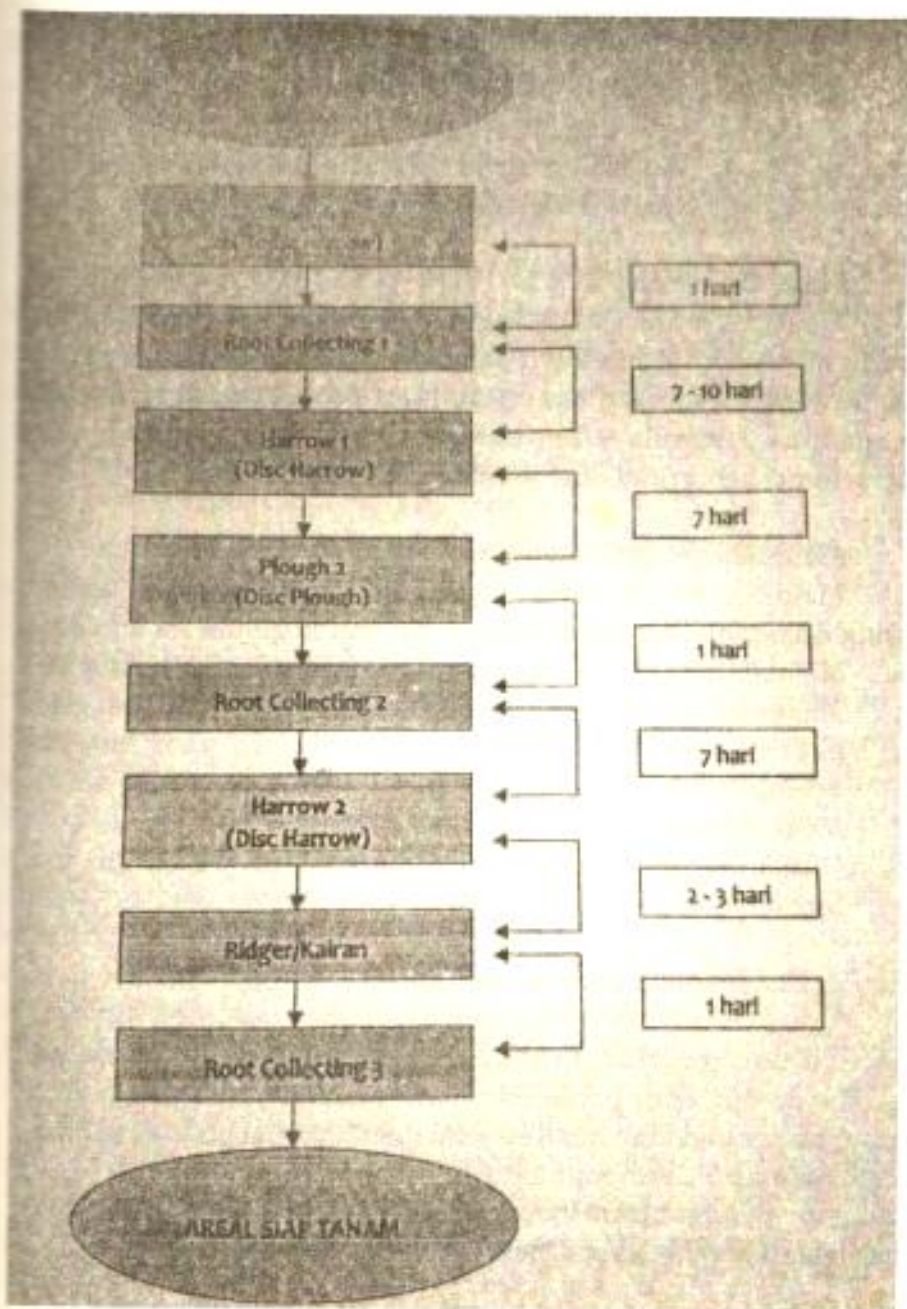 1 hari
Root Collecting 1
7 - 10 hari
Harrow 1
(Disc Harrow)
7 hari
Plough 2
(Disc Plough)
1 hari
Root Collecting 2
7 hari
Harrow 2
(Disc Harrow)
2 - 3 hari
Ridger/Kairan
1 hari
Root Collecting 3
AREAL SIAP TANAM